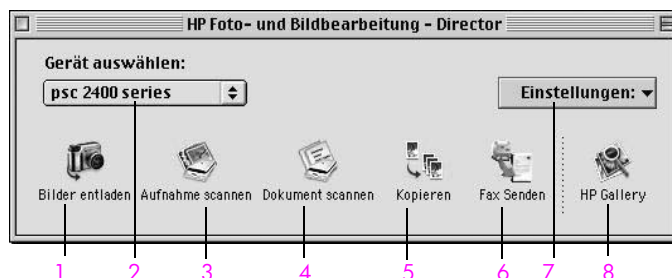 HP Foto- und Bildbearbeitung - Director
Gerät auswählen:
psc 2400 series
Einstellungen:
Bilder entladen Aufnahme scannen Dokument scannen Kopieren Fax Senden HP Gallery
1 2 3 4 5 6 7 8